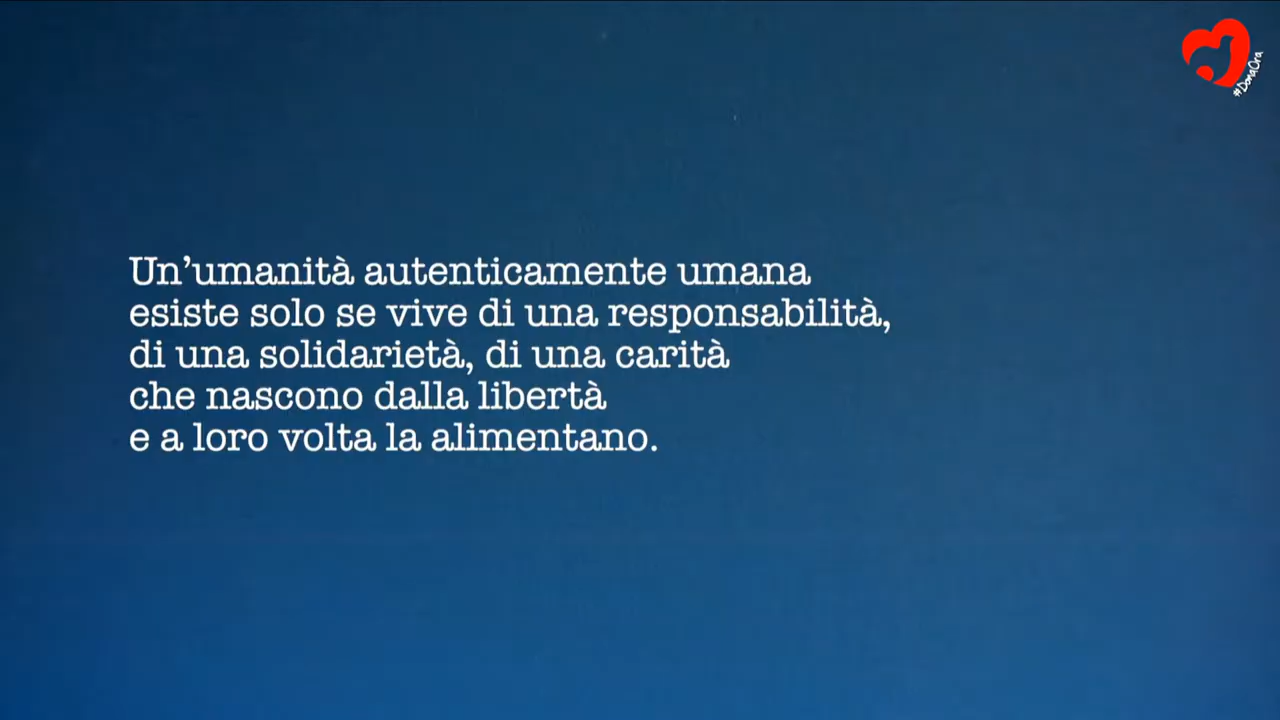 #DonaOra
Un’umanità autenticamente umana
esiste solo se vive di una responsabilità,
di una solidarietà, di una carità
che nascono dalla libertà
e a loro volta la alimentano.